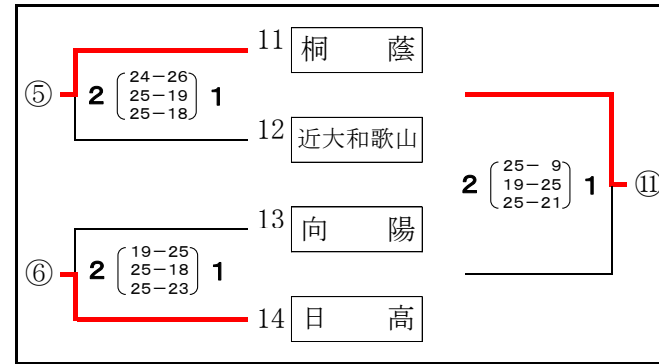 11 桐 蔭
⑤ 2 24-26 25-19 25-18 1
12 近大和歌山
2 25- 9 19-25 25-21 1 ⑪
13 向 陽
⑥ 2 19-25 25-18 25-23 1
14 日 高